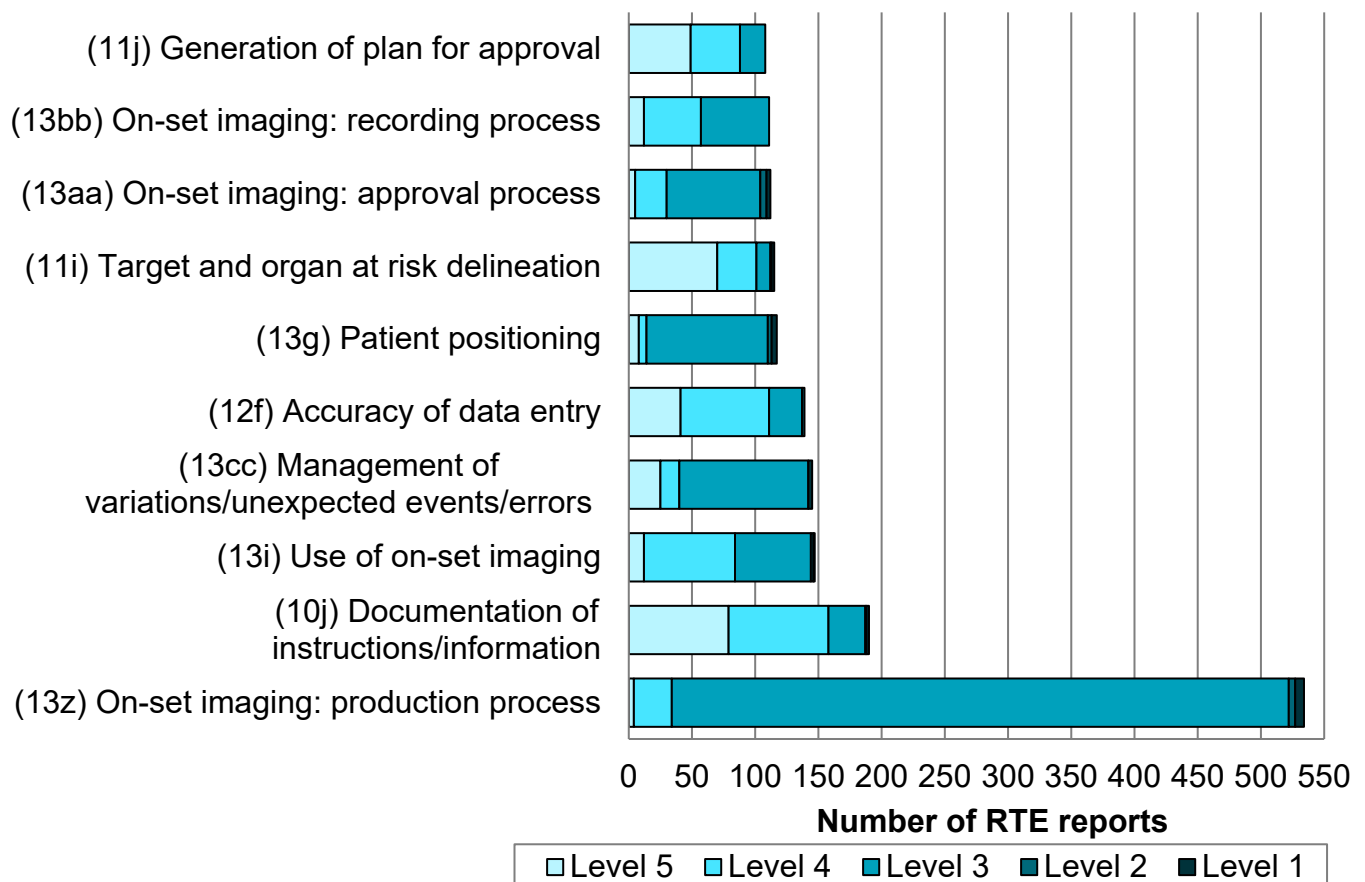 (11j) Generation of plan for approval
(13bb) On-set imaging: recording process
(13aa) On-set imaging: approval process
(11i) Target and organ at risk delineation
(13g) Patient positioning
(12f) Accuracy of data entry
(13cc) Management of
variations/unexpected events/errors
(13i) Use of on-set imaging
(10j) Documentation of
instructions/information
(13z) On-set imaging: production process
0 50 100 150 200 250 300 350 400 450 500 550
Number of RTE reports
Level 5 Level 4 Level 3 Level 2 Level 1